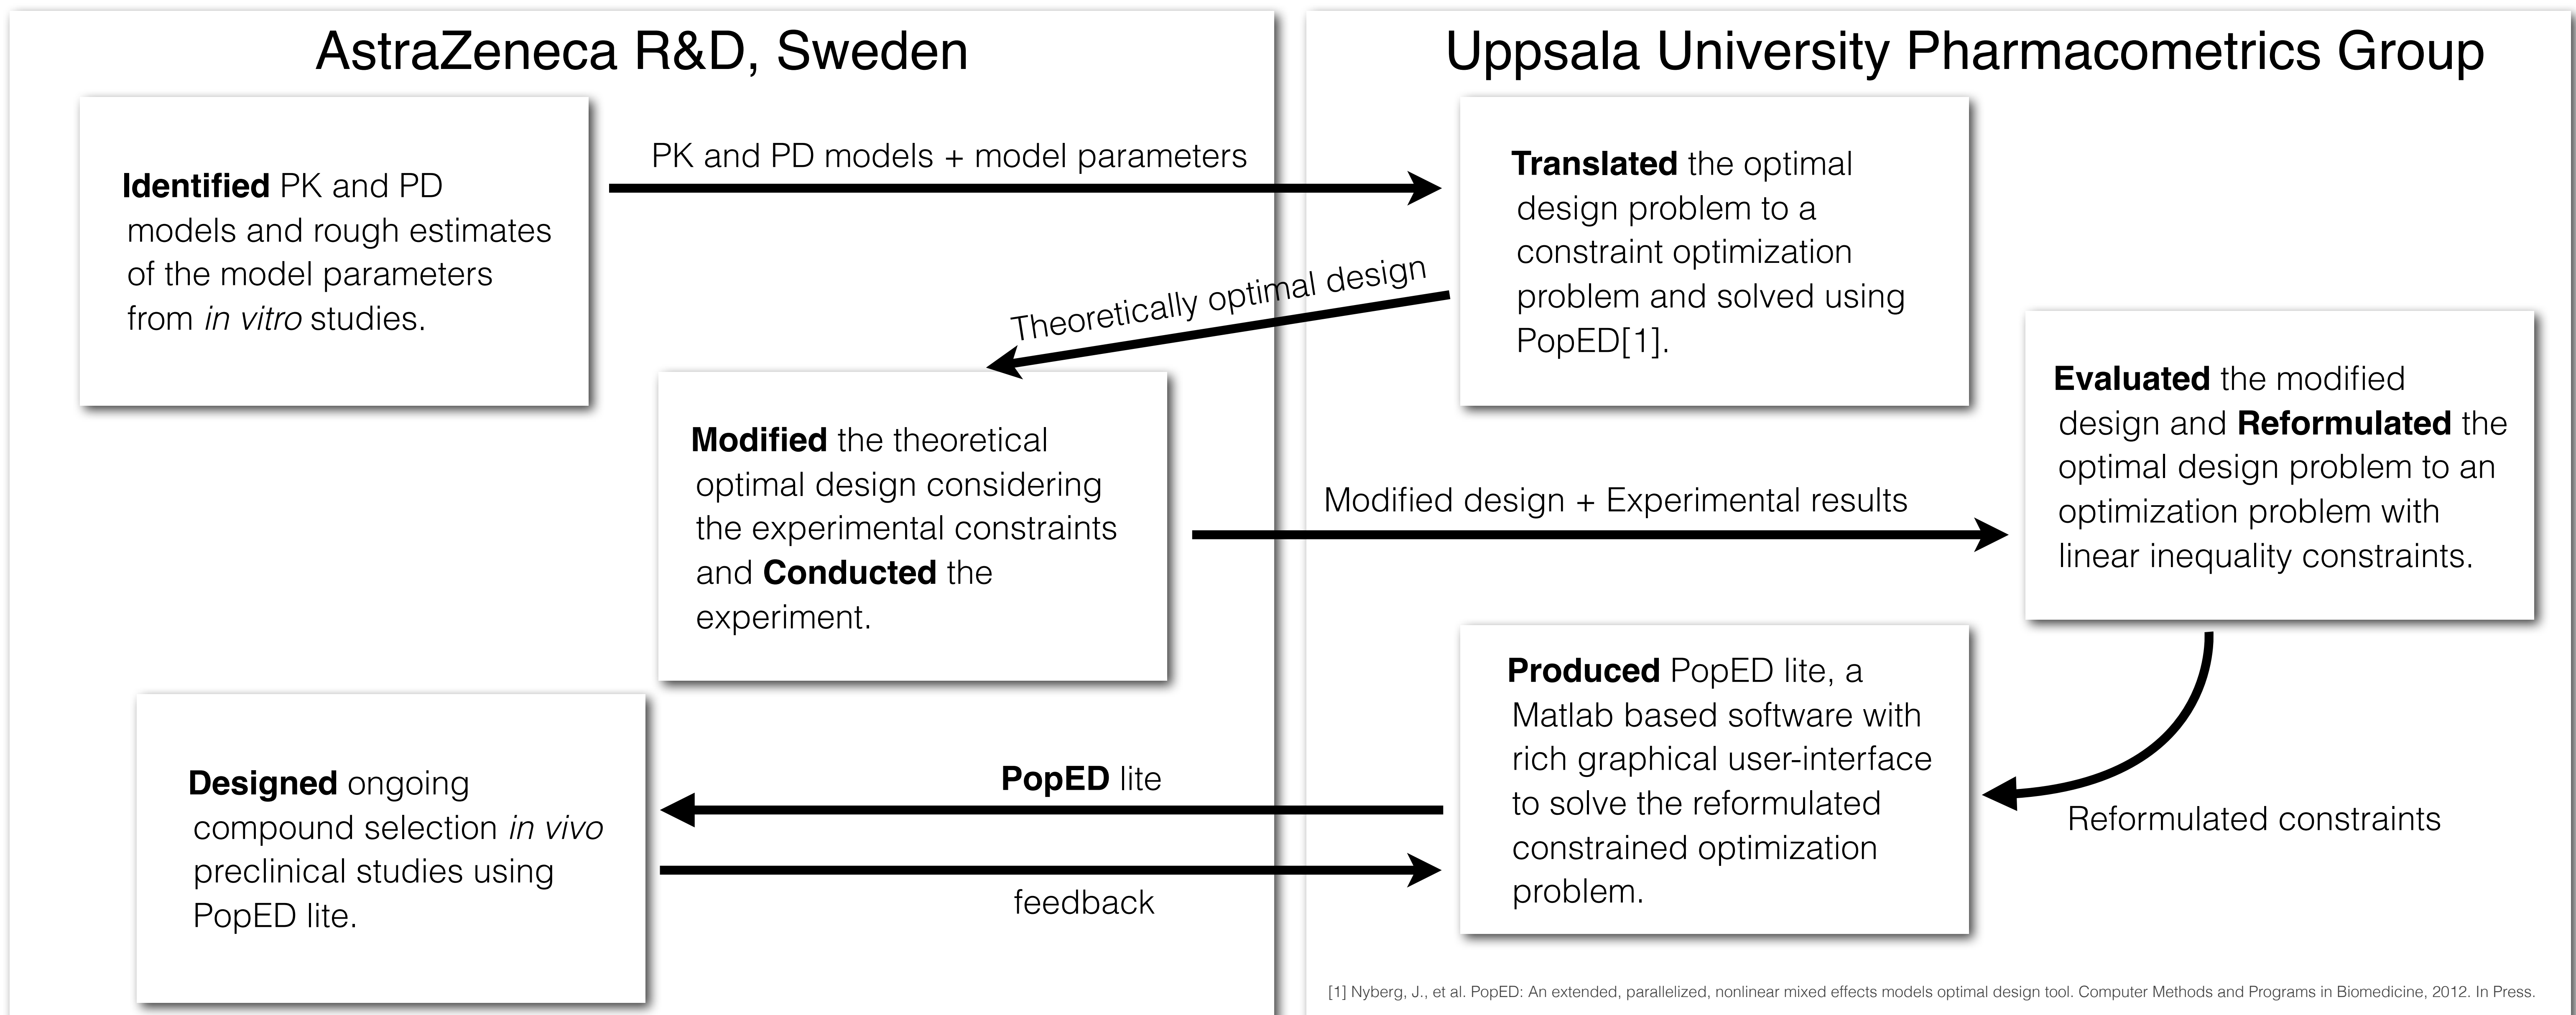 AstraZeneca R&D, Sweden
Uppsala University Pharmacometrics Group
Identified PK and PD
models and rough estimates
of the model parameters
from in vitro studies.
PK and PD models + model parameters
Translated the optimal
design problem to a
constraint optimization
problem and solved using
PopED[1].
Theoretically optimal design
Modified the theoretical
optimal design considering
the experimental constraints
and Conducted the
experiment.
Modified design + Experimental results
Evaluated the modified
design and Reformulated the
optimal design problem to an
optimization problem with
linear inequality constraints.
Reformulated constraints
Produced PopED lite, a
Matlab based software with
rich graphical user-interface
to solve the reformulated
constrained optimization
problem.
PopED lite
feedback
Designed ongoing
compound selection in vivo
preclinical studies using
PopED lite.
[1] Nyberg, J., et al. PopED: An extended, parallelized, nonlinear mixed effects models optimal design tool. Computer Methods and Programs in Biomedicine, 2012. In Press.